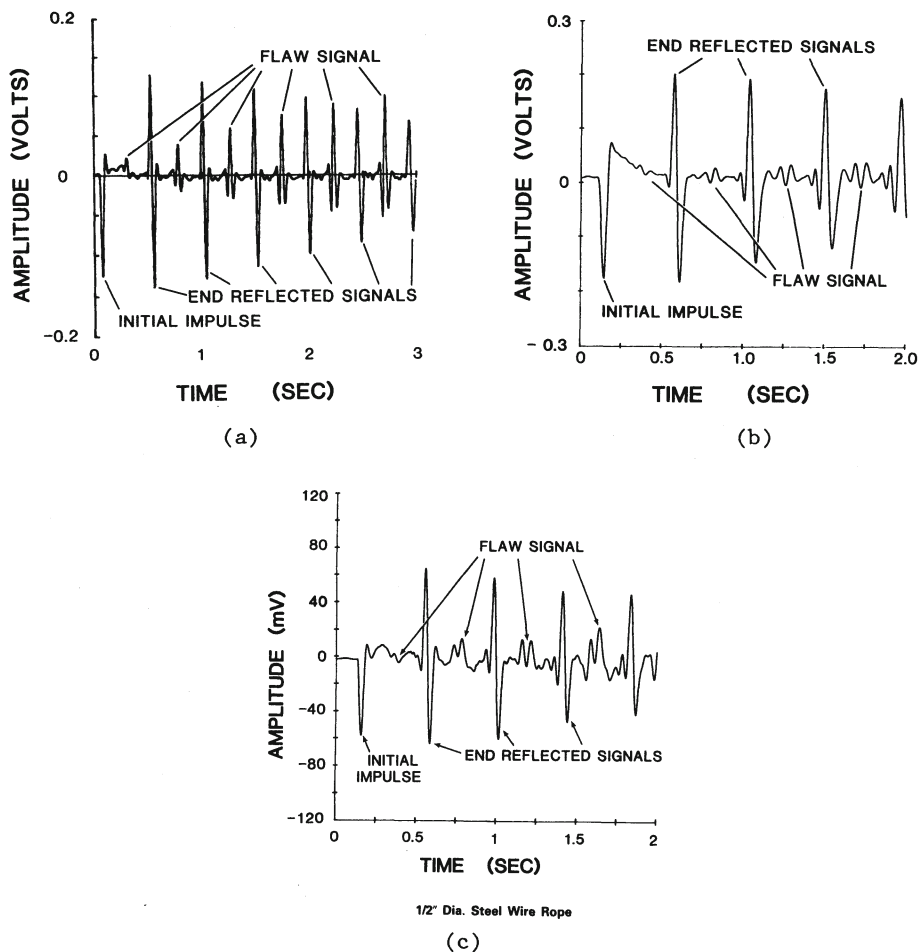 0.2
FLAW SIGNAL
AMPLITUDE (VOLTS)
0
END REFLECTED SIGNALS
INITIAL IMPULSE
-0.2
0 1 2 3
TIME (SEC)
(a)
0.3
END REFLECTED SIGNALS
AMPLITUDE (VOLTS)
0
FLAW SIGNAL
INITIAL IMPULSE
- 0.3
0 0.5 1.0 1.5 2.0
TIME (SEC)
(b)
120
FLAW SIGNAL
80
40
AMPLITUDE (mV)
0
-40
INITIAL
IMPULSE
END REFLECTED SIGNALS
-80
-120
0 0.5 1 1.5 2
TIME (SEC)
1/2" Dia. Steel Wire Rope
(c)